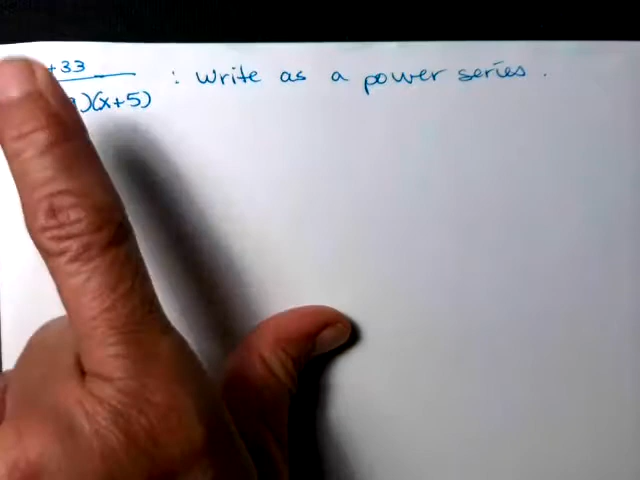 +33 : Write as a power series.
)(x+5)